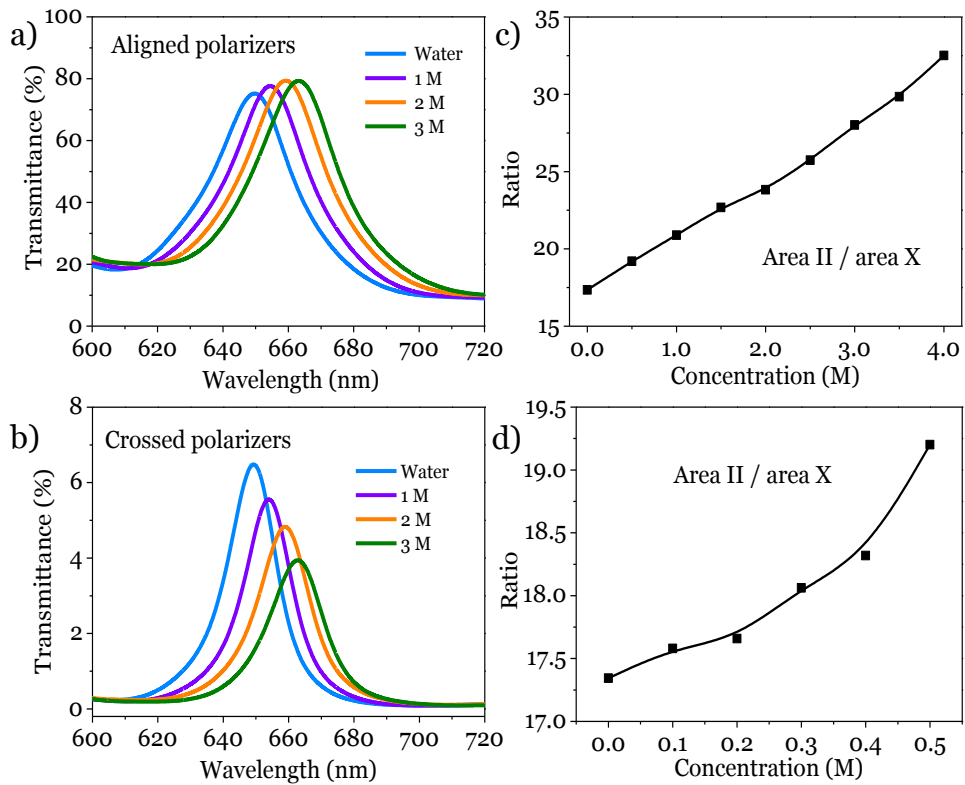 a)
Aligned polarizers
Water
1 M
2 M
3 M
100
80
60
40
20
0
Transmittance (%)
600 620 640 660 680 700 720
Wavelength (nm)
c)
35
30
25
20
15
Ratio
Area II / area X
0.0 1.0 2.0 3.0 4.0
Concentration (M)
b)
Crossed polarizers
Water
1 M
2 M
3 M
8
6
4
2
0
Transmittance (%)
600 620 640 660 680 700 720
Wavelength (nm)
d)
19.5
19.0
18.5
18.0
17.5
17.0
Ratio
Area II / area X
0.0 0.1 0.2 0.3 0.4 0.5
Concentration (M)